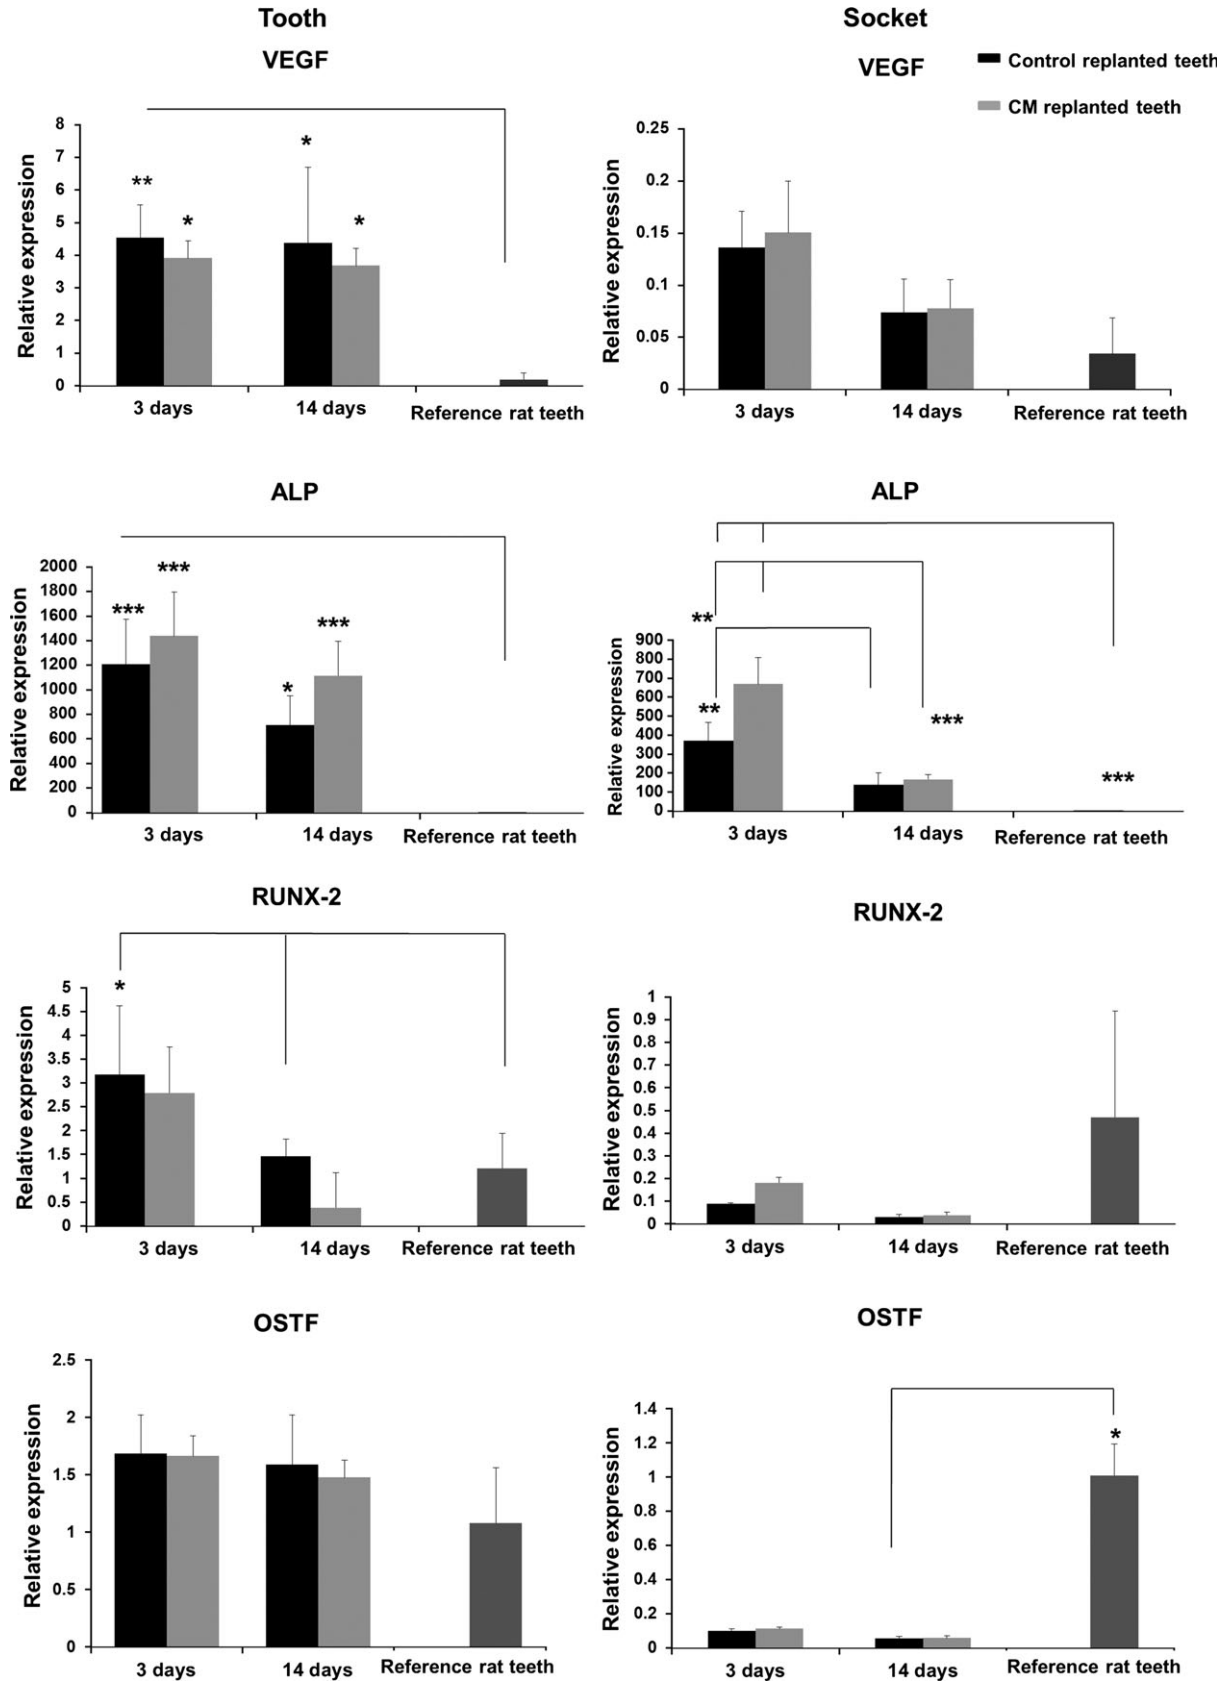 Tooth
VEGF
Relative expression
8
7
6
5
4
3
2
1
0
**
*
*
*
3 days
14 days
Reference rat teeth
Socket
VEGF
Control replanted teeth
CM replanted teeth
Relative expression
0.25
0.2
0.15
0.1
0.05
0
3 days
14 days
Reference rat teeth
ALP
Relative expression
2000
1800
1600
1400
1200
1000
800
600
400
200
0
***
***
*
***
3 days
14 days
Reference rat teeth
ALP
Relative expression
900
800
700
600
500
400
300
200
100
0
**
**
***
***
3 days
14 days
Reference rat teeth
RUNX-2
Relative expression
5
4.5
4
3.5
3
2.5
2
1.5
1
0.5
0
*
3 days
14 days
Reference rat teeth
RUNX-2
Relative expression
1
0.9
0.8
0.7
0.6
0.5
0.4
0.3
0.2
0.1
0
3 days
14 days
Reference rat teeth
OSTF
Relative expression
2.5
2
1.5
1
0.5
0
3 days
14 days
Reference rat teeth
OSTF
Relative expression
1.4
1.2
1
0.8
0.6
0.4
0.2
0
*
3 days
14 days
Reference rat teeth